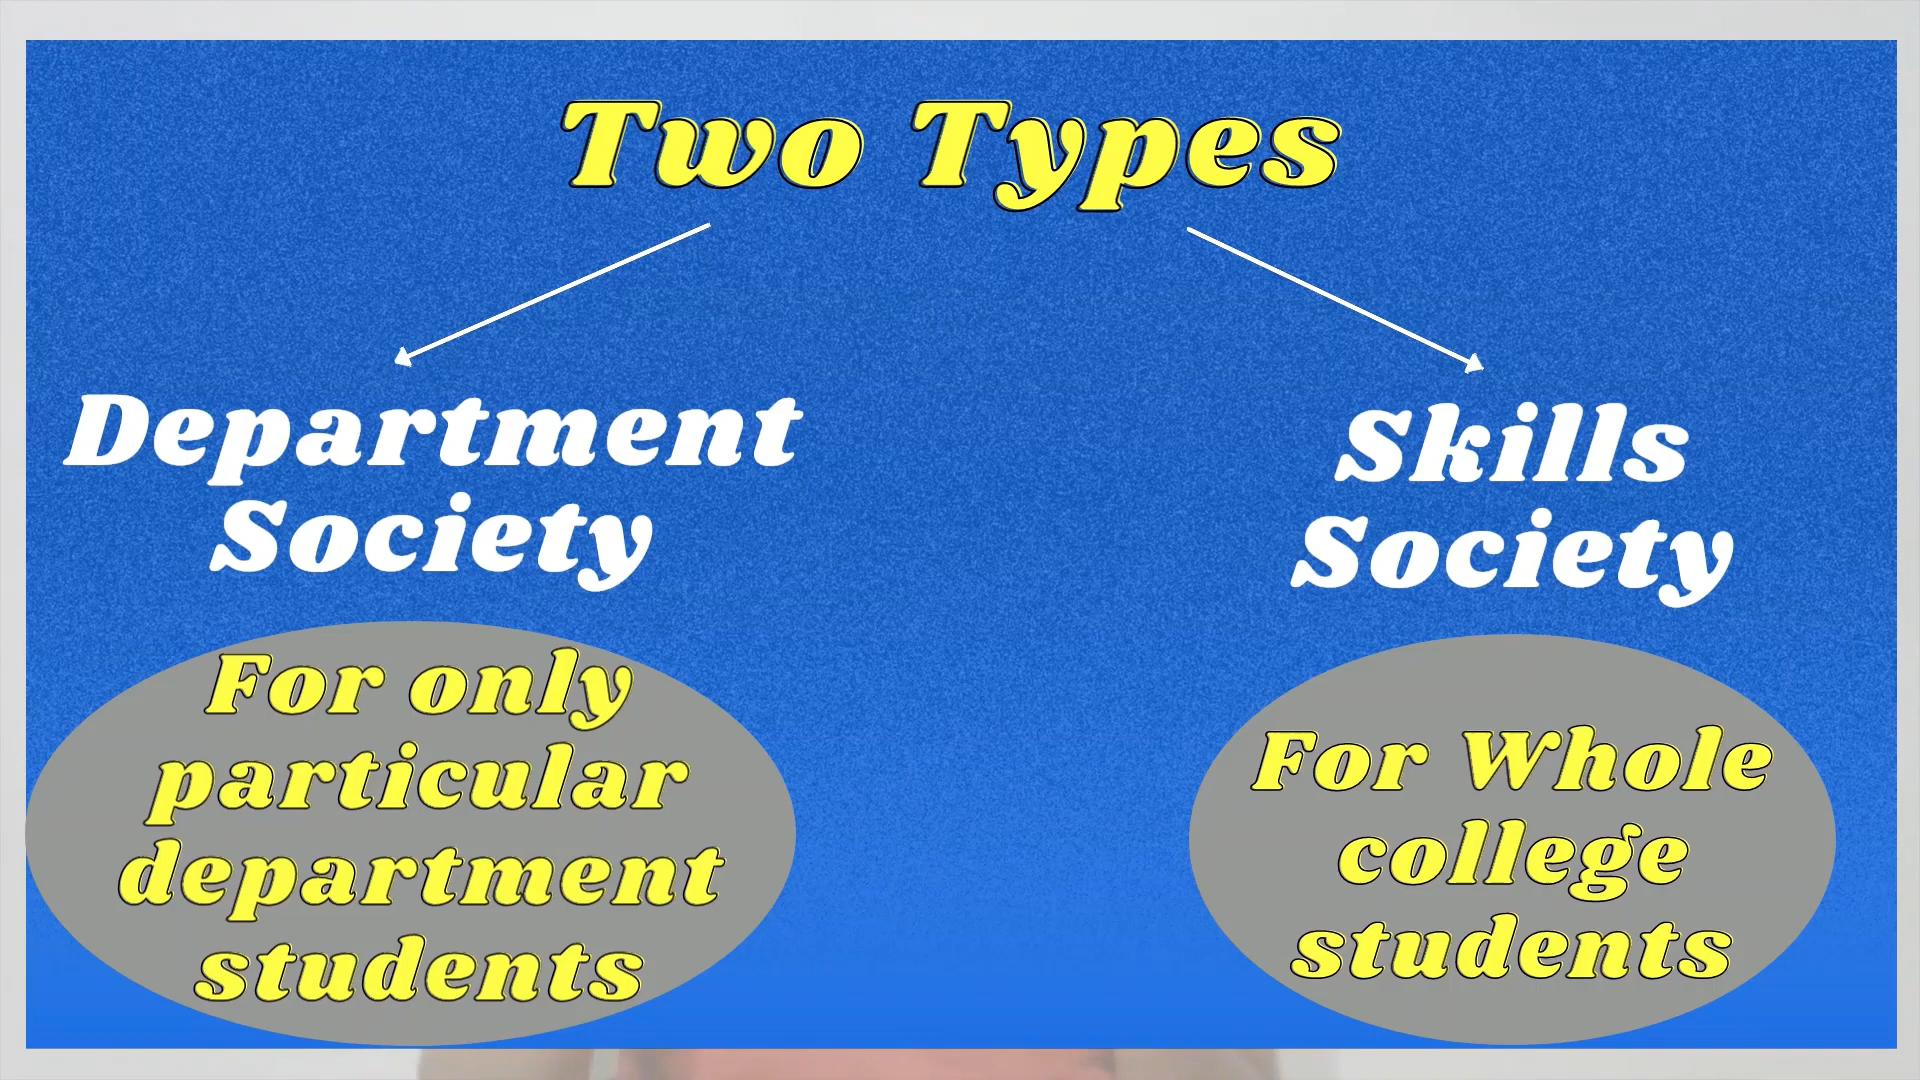 Two Types
Department
Society
For only
particular
department
students
Skills
Society
For Whole
college
students